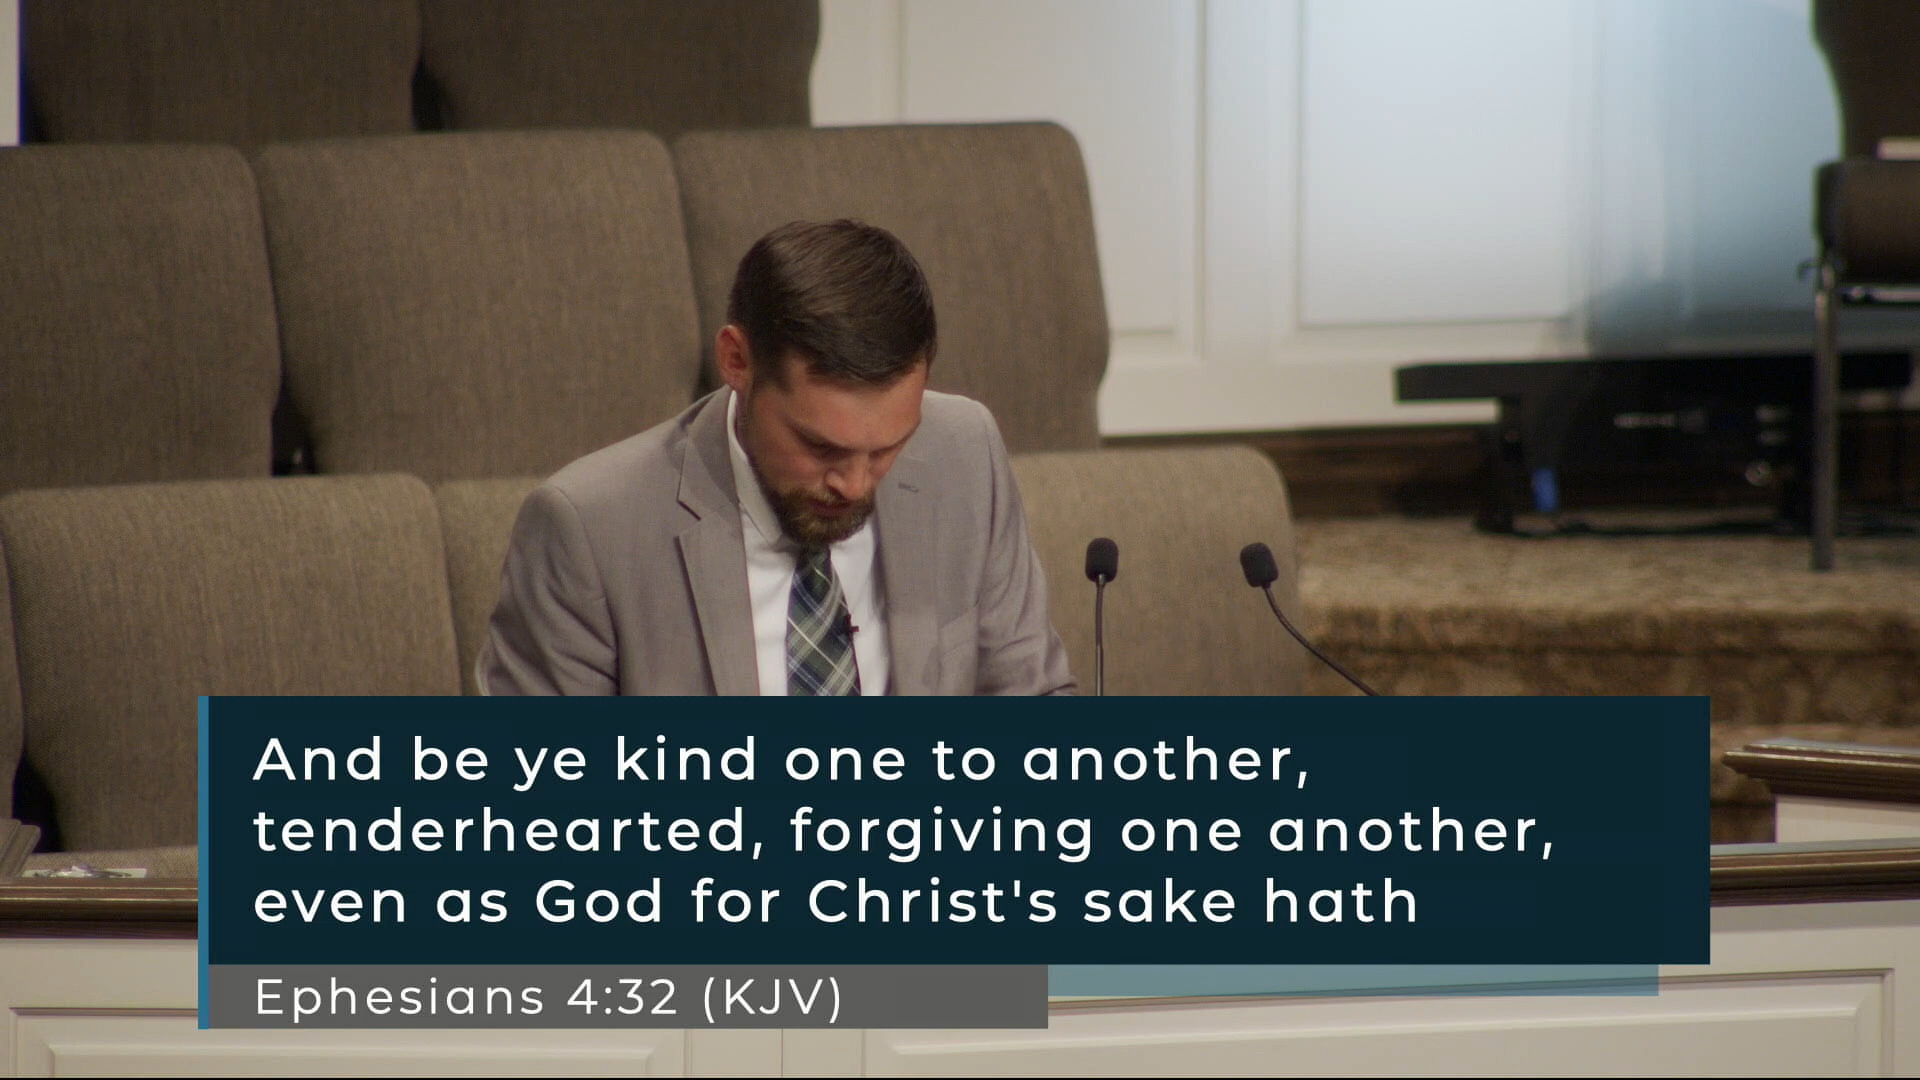 And be ye kind one to another,
tenderhearted, forgiving one another,
even as God for Christ's sake hath
Ephesians 4:32 (KJV)